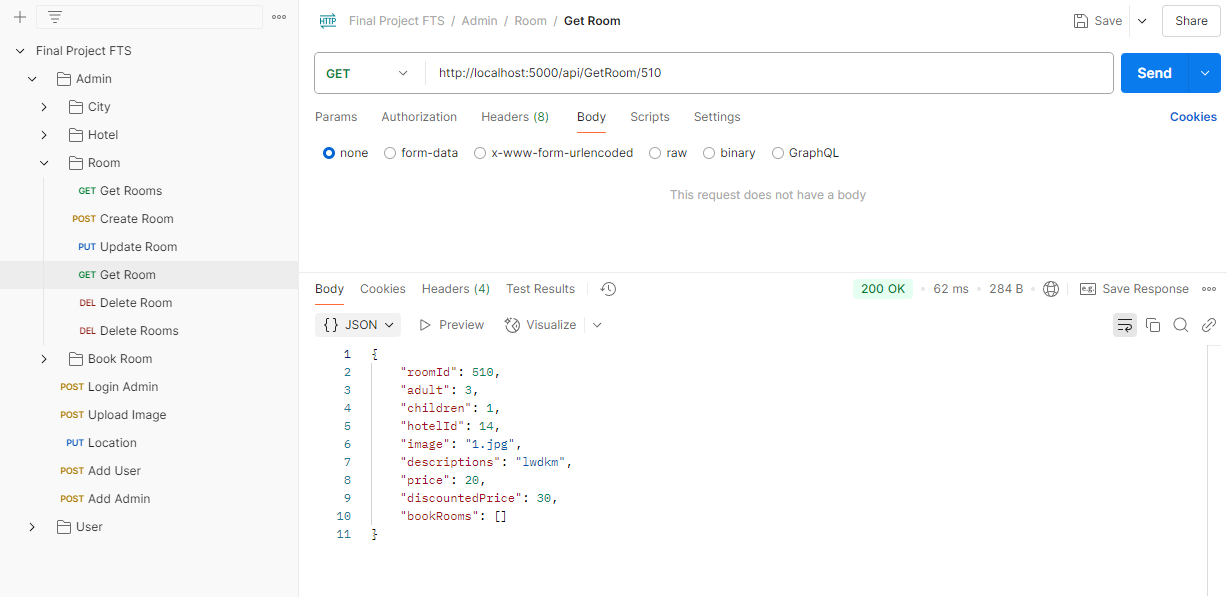 HTTP Final Project FTS / Admin / Room / Get Room Save Share
Final Project FTS
Admin
City
Hotel
Room
GET Get Rooms
POST Create Room
PUT Update Room
GET Get Room
DEL Delete Room
DEL Delete Rooms
Book Room
POST Login Admin
POST Upload Image
PUT Location
POST Add User
POST Add Admin
User
GET http://localhost:5000/api/GetRoom/510 Send
Params Authorization Headers (8) Body Scripts Settings Cookies
none form-data x-www-form-urlencoded raw binary GraphQL
This request does not have a body
Body Cookies Headers (4) Test Results 200 OK • 62 ms • 284 B • e.g. Save Response
{} JSON Preview Visualize
1 {
2 "roomId": 510,
3 "adult": 3,
4 "children": 1,
5 "hotelId": 14,
6 "image": "1.jpg",
7 "descriptions": "lwdkm",
8 "price": 20,
9 "discountedPrice": 30,
10 "bookRooms": []
11 }